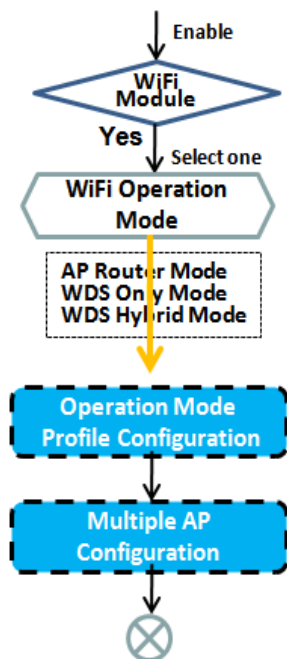 Enable
WiFi
Module
Yes
Select one
WiFi Operation
Mode
AP Router Mode
WDS Only Mode
WDS Hybrid Mode
Operation Mode
Profile Configuration
Multiple AP
Configuration